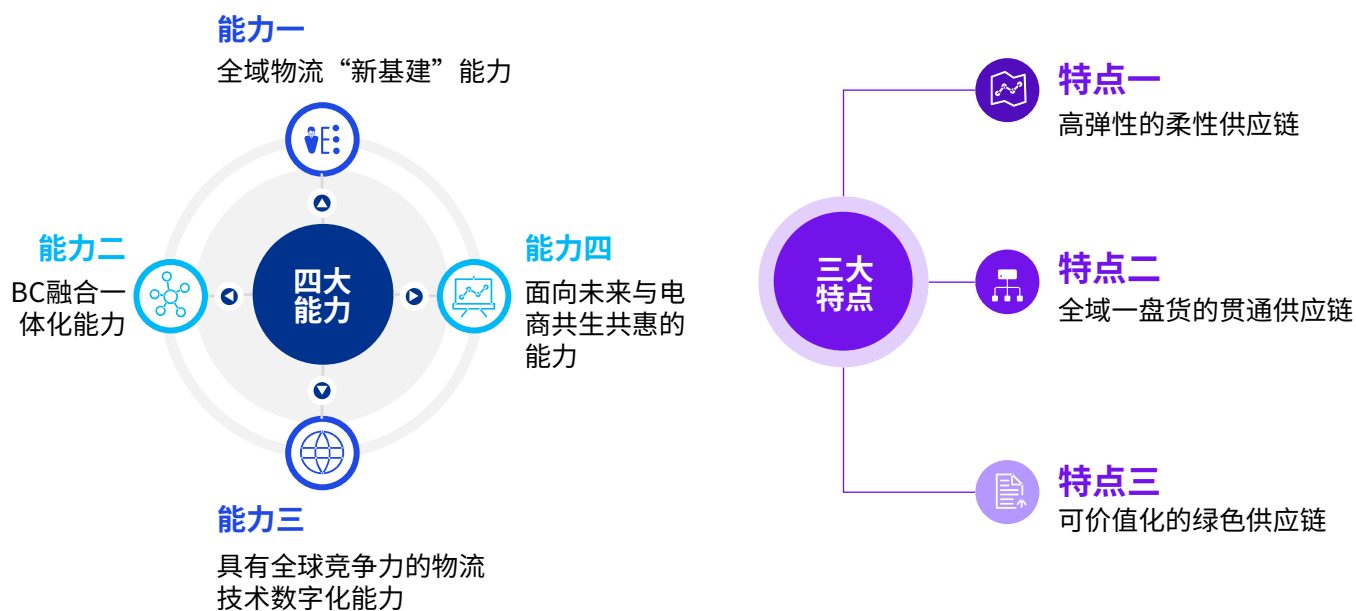 能力一
全域物流“新基建”能力
能力二
BC融合一
体化能力
四大
能力
能力四
面向未来与电
商共生共惠的
能力
能力三
具有全球竞争力的物流
技术数字化能力
三大
特点
特点一
高弹性的柔性供应链
特点二
全域一盘货的贯通供应链
特点三
可价值化的绿色供应链